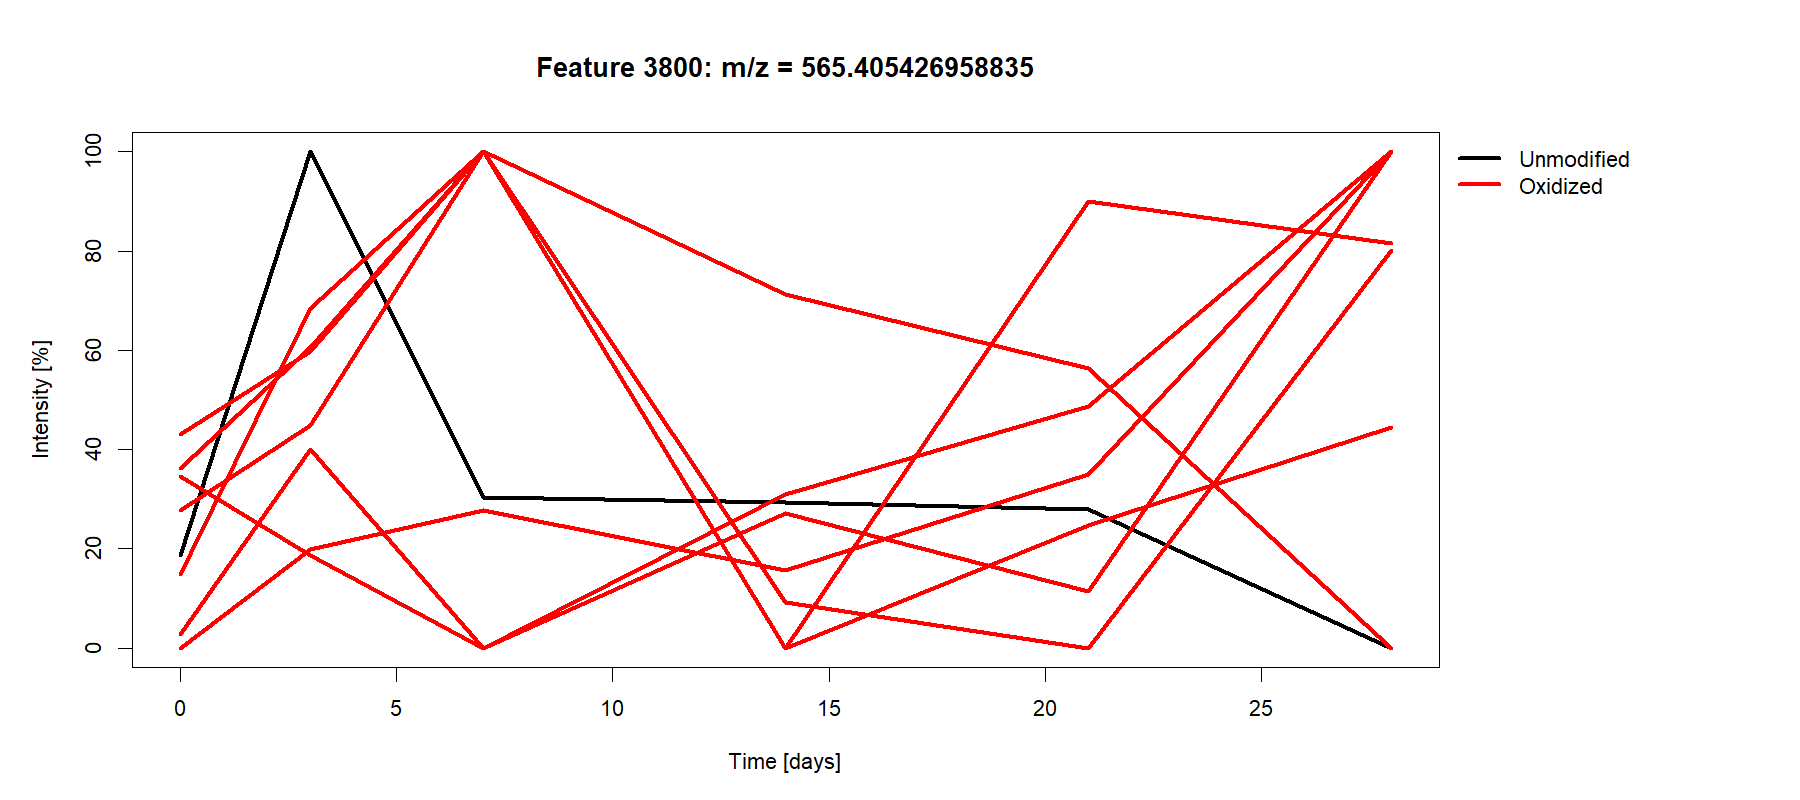 Feature 3800: m/z = 565.405426958835
Unmodified
Oxidized
Intensity [%]
100
80
60
40
20
0
0 5 10 15 20 25
Time [days]